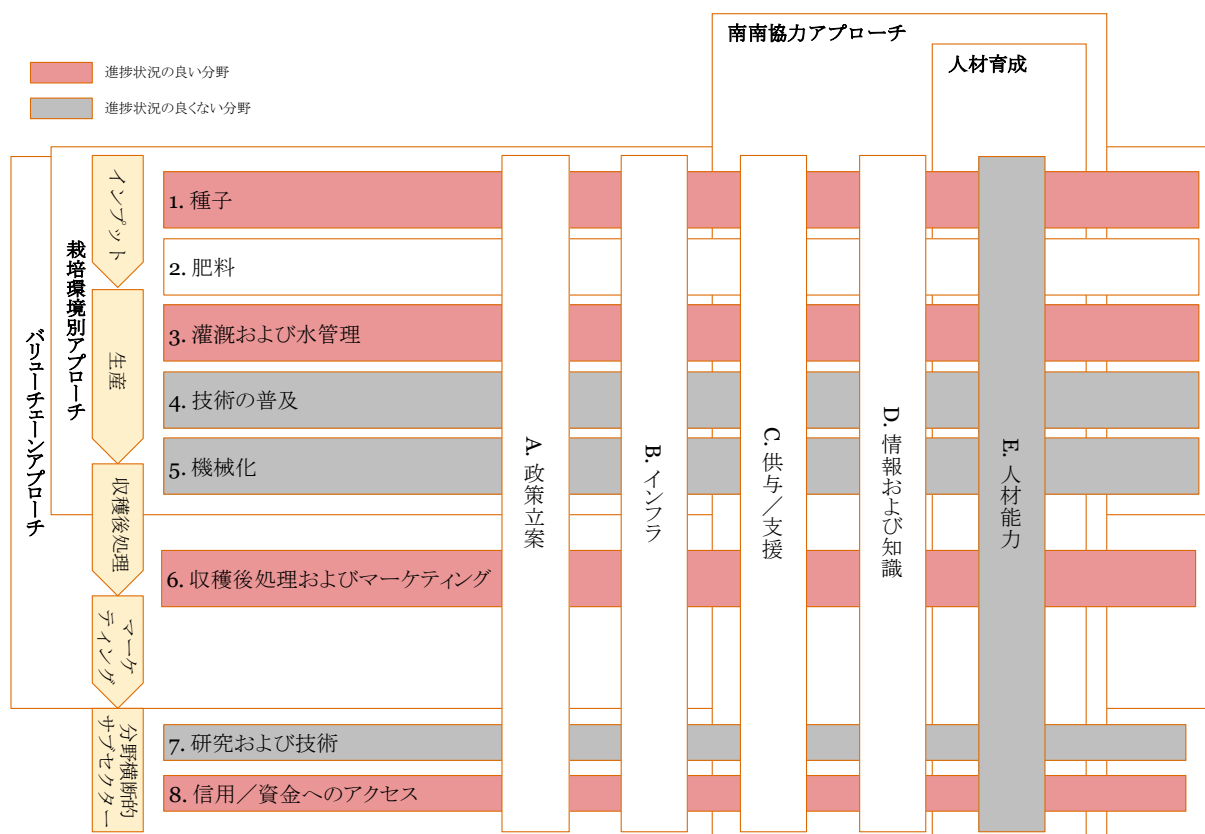 南南協力アプローチ
人材育成
進捗状況の良い分野
進捗状況の良くない分野
バリューチェーンアプローチ
栽培環境別アプローチ
インプット
生産
収穫後処理
マーケ
ティング
分野横断的
サブセクター
1. 種子
2. 肥料
3. 灌漑および水管理
4. 技術の普及
5. 機械化
6. 収穫後処理およびマーケティング
7. 研究および技術
8. 信用／資金へのアクセス
A. 政策立案
B. インフラ
C. 供与／支援
D. 情報および知識
E. 人材能力